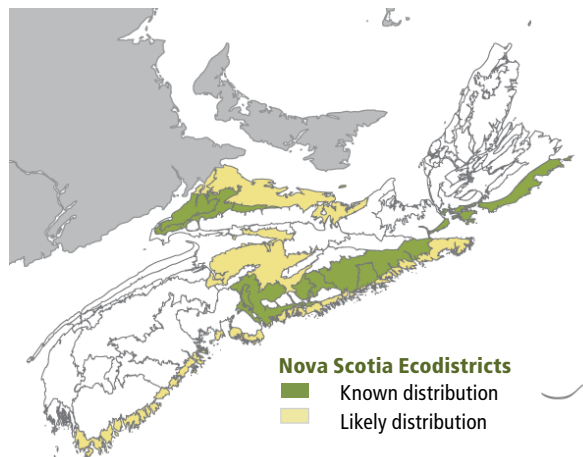 Nova Scotia Ecodistricts
Known distribution
Likely distribution